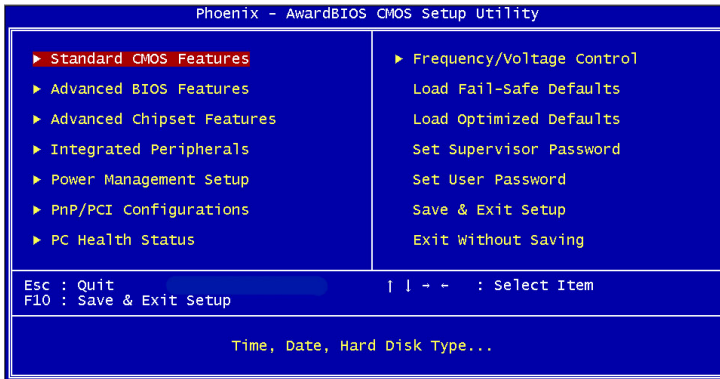 Phoenix - AwardBIOS CMOS Setup Utility
▶ Standard CMOS Features
▶ Advanced BIOS Features
▶ Advanced Chipset Features
▶ Integrated Peripherals
▶ Power Management Setup
▶ PnP/PCI Configurations
▶ PC Health Status
▶ Frequency/Voltage Control
Load Fail-Safe Defaults
Load Optimized Defaults
Set Supervisor Password
Set User Password
Save & Exit Setup
Exit Without Saving
Esc : Quit
F10 : Save & Exit Setup
↑ ↓ → ← : Select Item
Time, Date, Hard Disk Type...